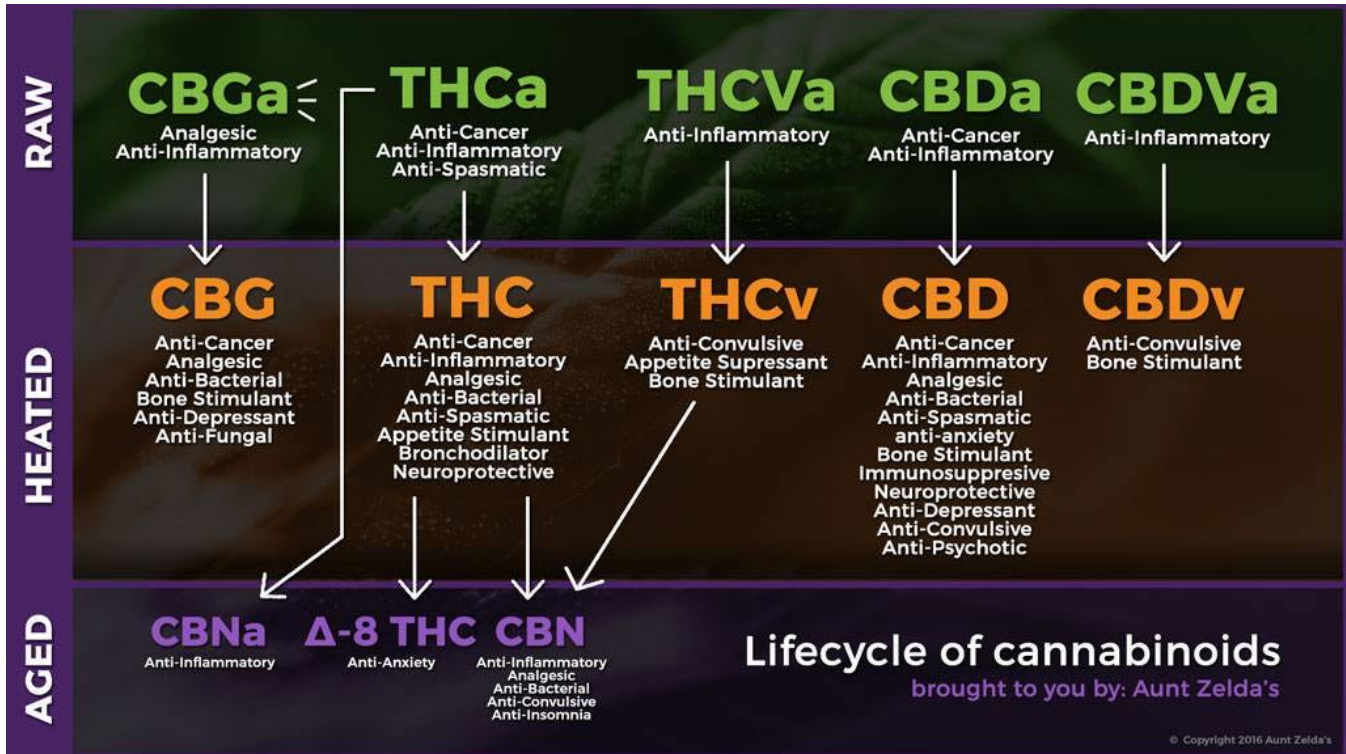 RAW
CBGa
Analgesic
Anti-Inflammatory
THCa
Anti-Cancer
Anti-Inflammatory
Anti-Spasmatic
THCVa
Anti-Inflammatory
CBDa
Anti-Cancer
Anti-Inflammatory
CBDVa
Anti-Inflammatory
HEATED
CBG
Anti-Cancer
Analgesic
Anti-Bacterial
Bone Stimulant
Anti-Depressant
Anti-Fungal
THC
Anti-Cancer
Anti-Inflammatory
Analgesic
Anti-Bacterial
Anti-Spasmatic
Appetite Stimulant
Bronchodilator
Neuroprotective
THCv
Anti-Convulsive
Appetite Supressant
Bone Stimulant
CBD
Anti-Cancer
Anti-Inflammatory
Analgesic
Anti-Bacterial
Anti-Spasmatic
anti-anxiety
Bone Stimulant
Immunosuppresive
Neuroprotective
Anti-Depressant
Anti-Convulsive
Anti-Psychotic
CBDv
Anti-Convulsive
Bone Stimulant
AGED
CBNa
Anti-Inflammatory
Δ-8 THC
Anti-Anxiety
CBN
Anti-Inflammatory
Analgesic
Anti-Bacterial
Anti-Convulsive
Anti-Insomnia
Lifecycle of cannabinoids
brought to you by: Aunt Zelda's
© Copyright 2016 Aunt Zelda's